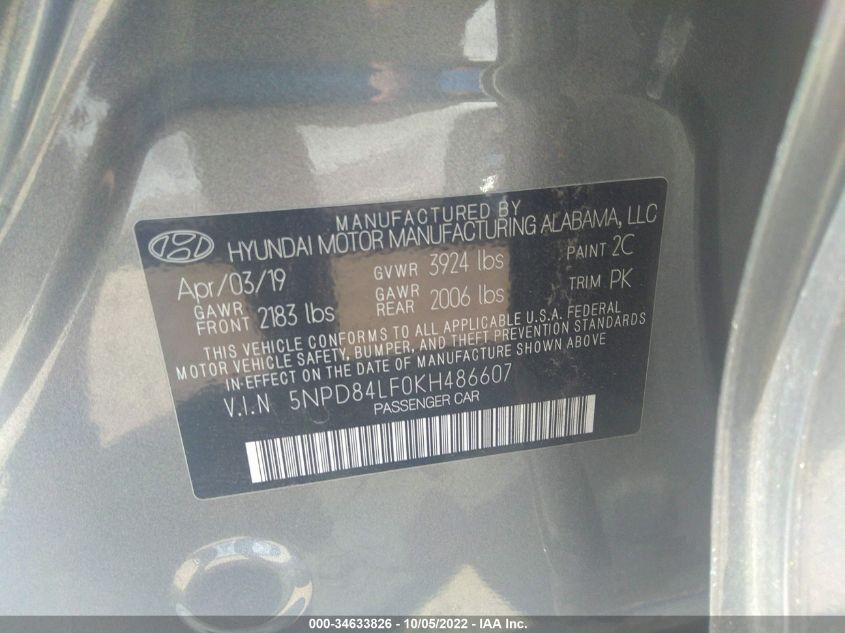 MANUFACTURED BY
HYUNDAI MOTOR MANUFACTURING ALABAMA, LLC
Apr/03/19 GVWR 3924 lbs PAINT 2C
GAWR FRONT 2183 lbs GAWR REAR 2006 lbs TRIM PK
THIS VEHICLE CONFORMS TO ALL APPLICABLE U.S.A. FEDERAL
MOTOR VEHICLE SAFETY, BUMPER, AND THEFT PREVENTION STANDARDS
IN EFFECT ON THE DATE OF MANUFACTURE SHOWN ABOVE
V.I.N 5NPD84LF0KH486607
PASSENGER CAR
000-34633826 - 10/05/2022 - IAA Inc.